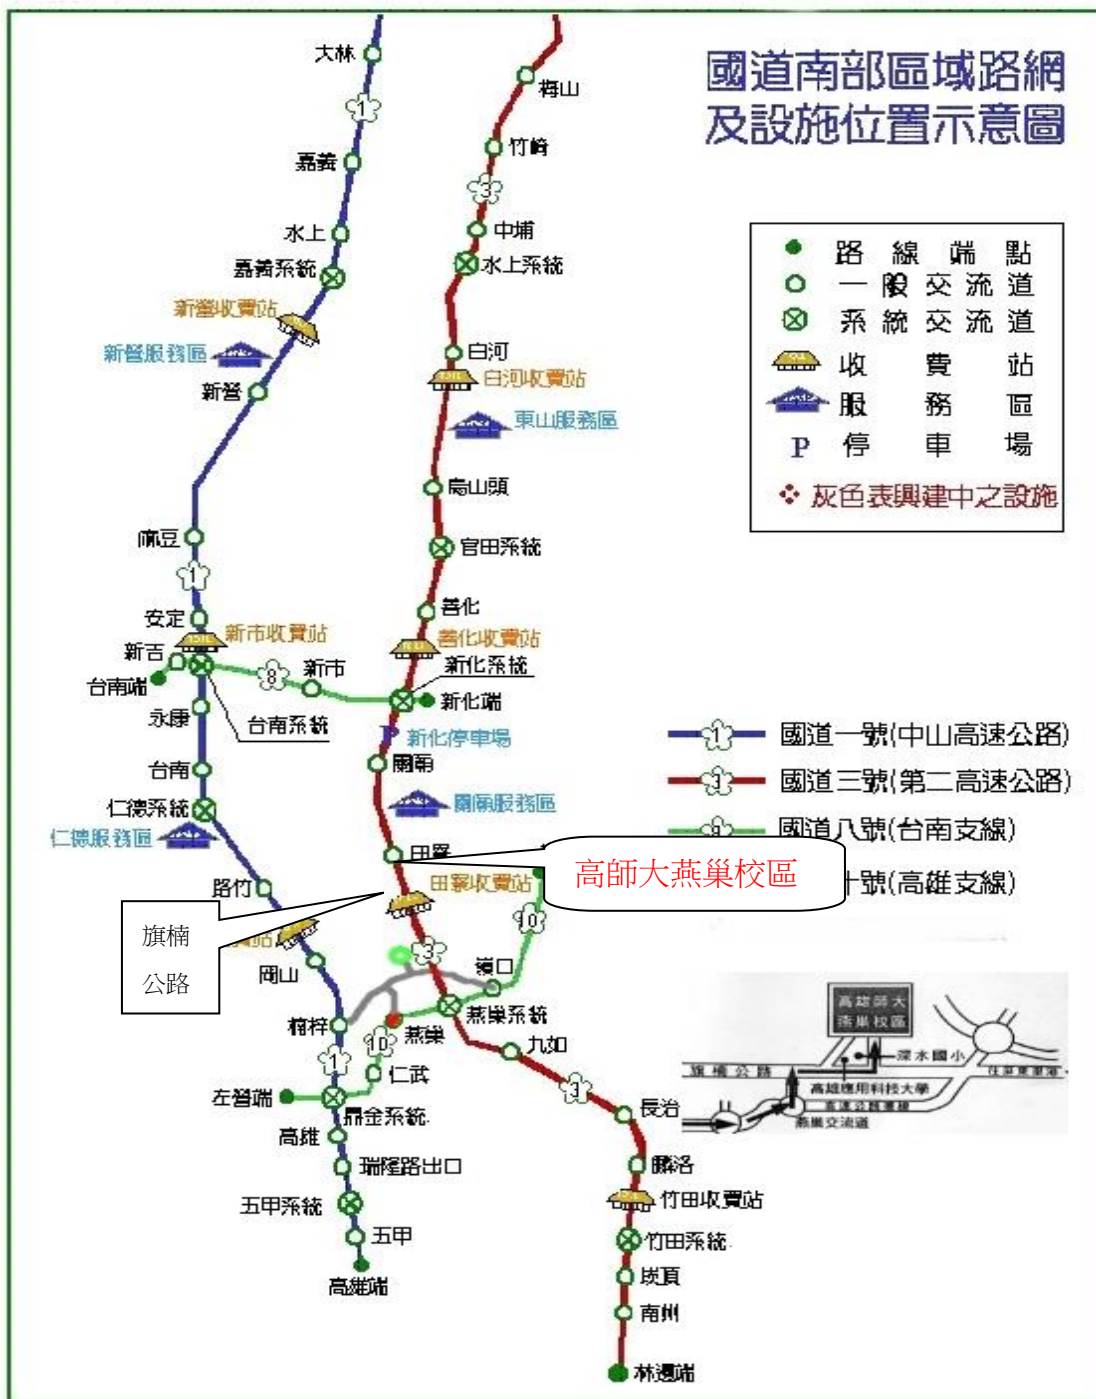 國道南部區域路網
及設施位置示意圖
大林
1
嘉義
水上
嘉義系統
新營收費站
新營服務區
新營
麻豆
1
安定
新市收費站
新吉
台南端
8
新市
永康
台南系統
台南
仁德系統
仁德服務區
路竹
旗楠
公路
岡山
楠梓
1
左營端
鼎金系統
高雄
瑞隆路出口
五甲系統
五甲
高雄端
梅山
竹崎
3
中埔
水上系統
白河
白河收費站
東山服務區
烏山頭
官田系統
善化
善化收費站
新化系統
新化端
P 新化停車場
關廟
關廟服務區
田寮
田寮收費站
高師大燕巢校區
10
3
嶺口
燕巢系統
燕巢
10
仁武
九如
3
長治
麟洛
竹田收費站
竹田系統
崁頂
南州
林邊端
路線端點
一般交流道
系統交流道
收費站
服務區
P 停車場
灰色表興建中之設施
1 國道一號(中山高速公路)
3 國道三號(第二高速公路)
8 國道八號(台南支線)
十號(高雄支線)
高雄師大
燕巢校區
深水國小
旗楠公路
高雄應用科技大學
燕巢交流道